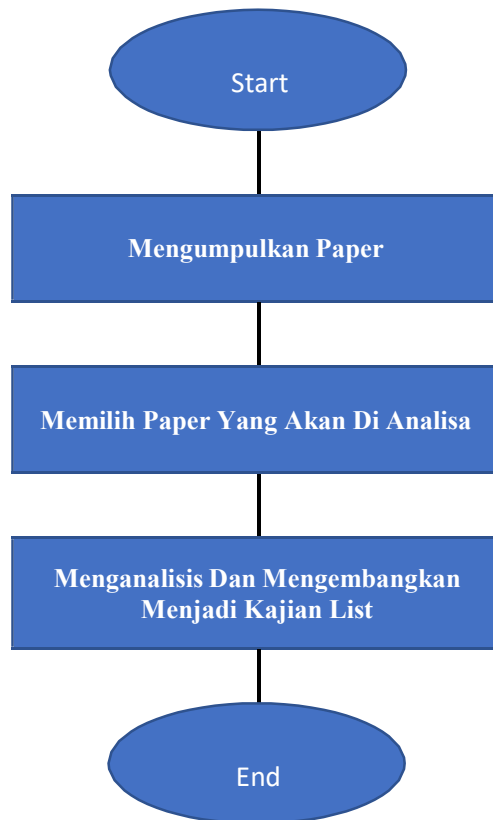 Start
Mengumpulkan Paper
Memilih Paper Yang Akan Di Analisa
Menganalisis Dan Mengembangkan
Menjadi Kajian List
End